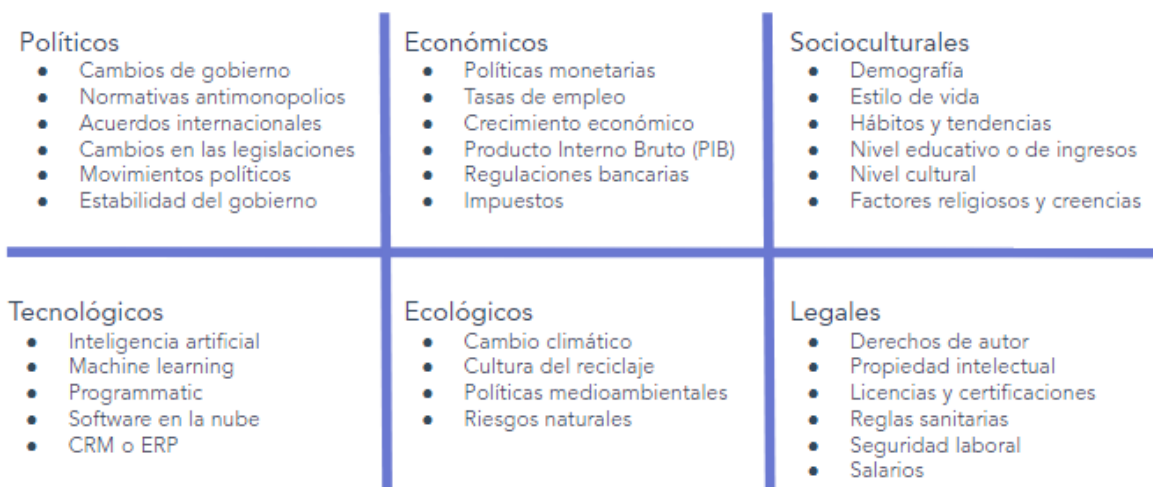 Políticos
● Cambios de gobierno
● Normativas antimonopolios
● Acuerdos internacionales
● Cambios en las legislaciones
● Movimientos políticos
● Estabilidad del gobierno
Económicos
● Políticas monetarias
● Tasas de empleo
● Crecimiento económico
● Producto Interno Bruto (PIB)
● Regulaciones bancarias
● Impuestos
Socioculturales
● Demografía
● Estilo de vida
● Hábitos y tendencias
● Nivel educativo o de ingresos
● Nivel cultural
● Factores religiosos y creencias
Tecnológicos
● Inteligencia artificial
● Machine learning
● Programmatic
● Software en la nube
● CRM o ERP
Ecológicos
● Cambio climático
● Cultura del reciclaje
● Políticas medioambientales
● Riesgos naturales
Legales
● Derechos de autor
● Propiedad intelectual
● Licencias y certificaciones
● Reglas sanitarias
● Seguridad laboral
● Salarios